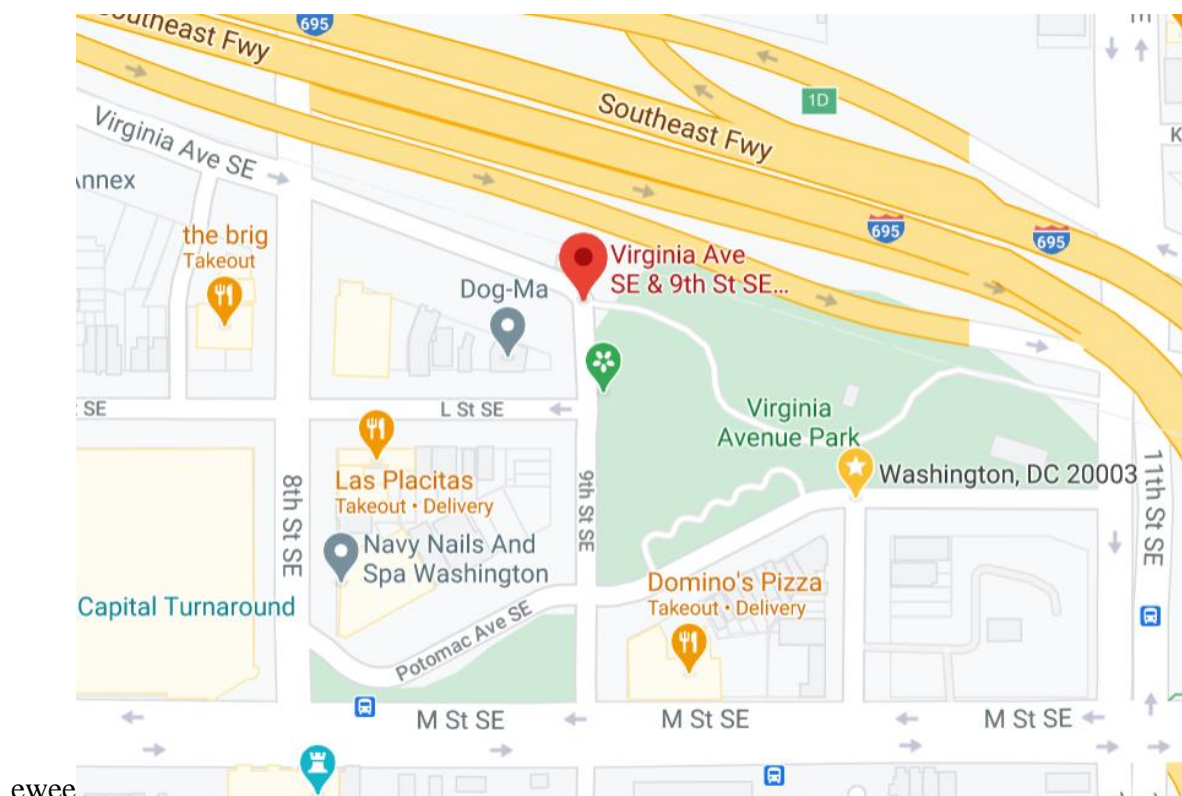 695
Southeast Fwy
Southeast Fwy
1D
K
Virginia Ave SE
Annex
695
695
the brig
Takeout
Virginia Ave
SE & 9th St SE...
Dog-Ma
SE
L St SE
Virginia
Avenue Park
Las Placitas
Takeout • Delivery
8th St SE
9th St SE
Washington, DC 20003
11th St SE
Navy Nails And
Spa Washington
Capital Turnaround
Domino's Pizza
Takeout • Delivery
Potomac Ave SE
M St SE
M St SE
M St SE
ewee